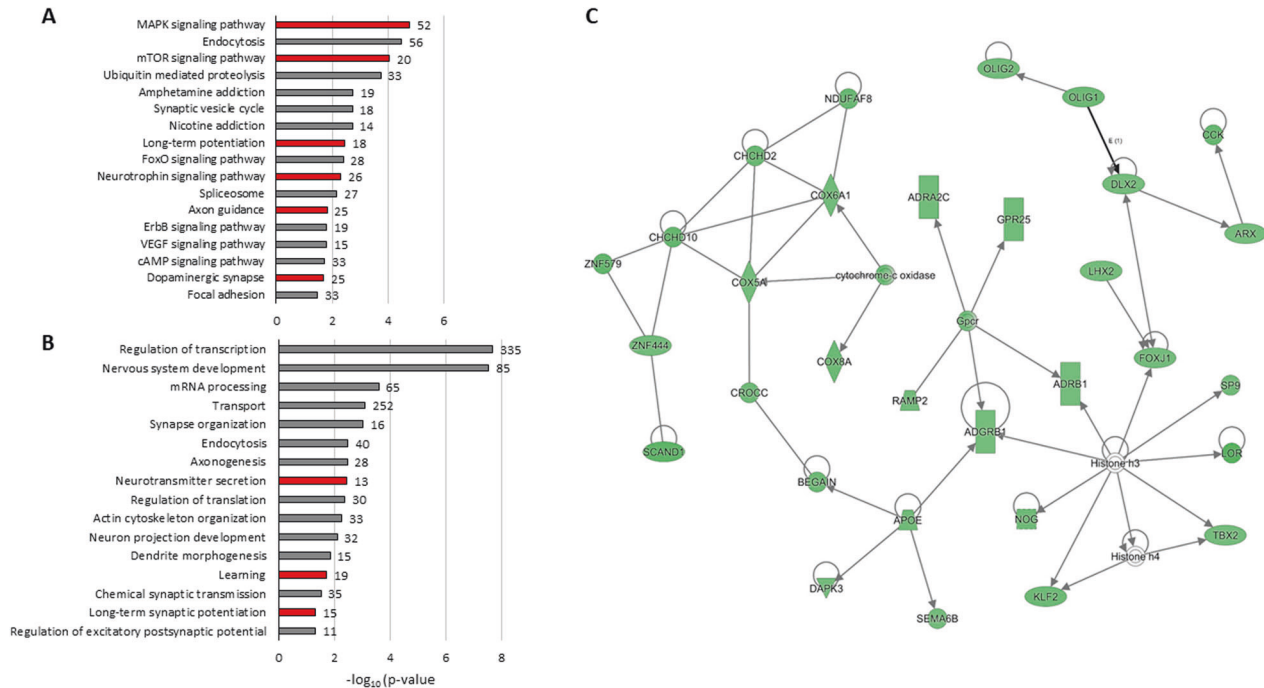 A
MAPK signaling pathway 52
Endocytosis 56
mTOR signaling pathway 20
Ubiquitin mediated proteolysis 33
Amphetamine addiction 19
Synaptic vesicle cycle 18
Nicotine addiction 14
Long-term potentiation 18
FoxO signaling pathway 28
Neurotrophin signaling pathway 26
Spliceosome 27
Axon guidance 25
ErbB signaling pathway 19
VEGF signaling pathway 15
cAMP signaling pathway 33
Dopaminergic synapse 25
Focal adhesion 33
0 2 4 6
B
Regulation of transcription 335
Nervous system development 85
mRNA processing 65
Transport 252
Synapse organization 16
Endocytosis 40
Axonogenesis 28
Neurotransmitter secretion 13
Regulation of translation 30
Actin cytoskeleton organization 33
Neuron projection development 32
Dendrite morphogenesis 15
Learning 19
Chemical synaptic transmission 35
Long-term synaptic potentiation 15
Regulation of excitatory postsynaptic potential 11
0 2 4 6 8
-log10 (p-value
C
OLIG2
OLIG1
NDUFAF8
CCK
E (1)
CHCHD2
DLX2
COX6A1
ADRA2C
GPR25
ARX
CHCHD10
ZNF579
LHX2
cytochrome-c oxidase
COX5A
Gpcr
ZNF444
COX8A
FOXJ1
ADRB1
SP9
CROCC
RAMP2
ADGRB1
SCAND1
LOR
Histone h3
BEGAIN
APOE
NOG
TBX2
Histone h4
DAPK3
KLF2
SEMA6B